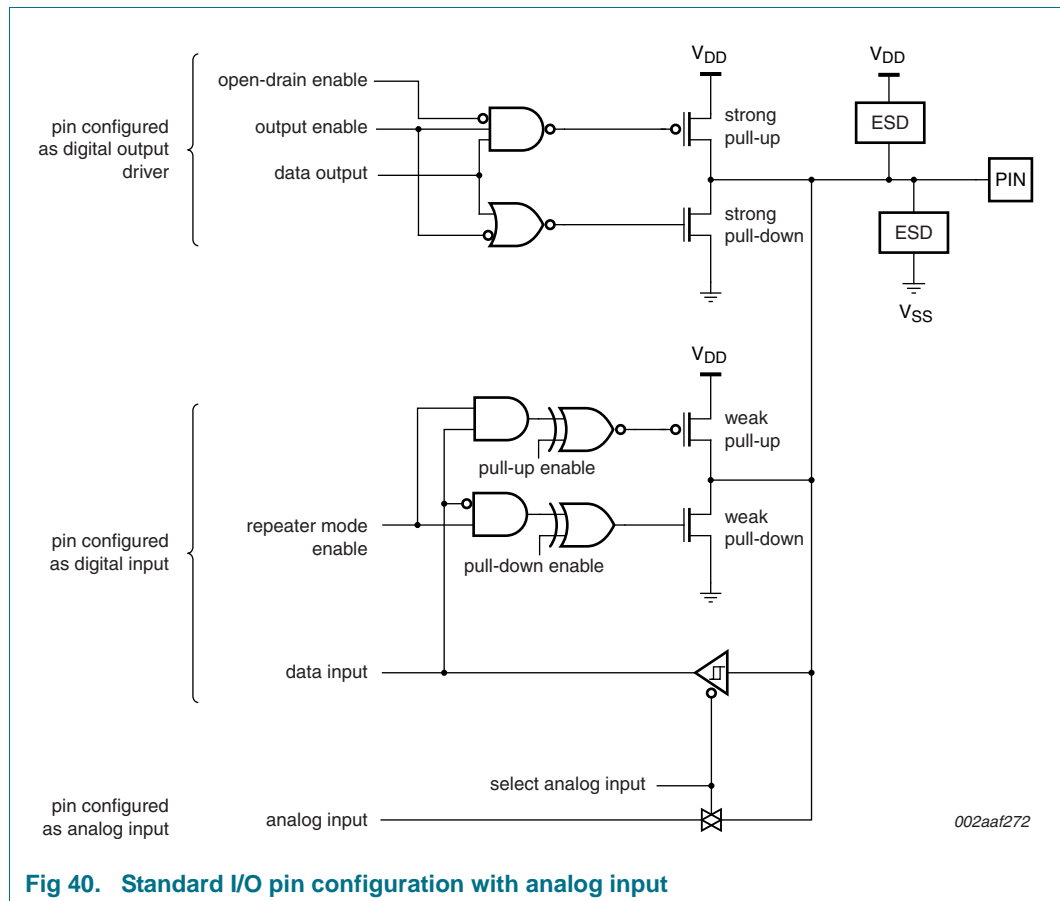 VDD
VDD
open-drain enable
pin configured
as digital output
driver
output enable
data output
strong
pull-up
ESD
PIN
strong
pull-down
ESD
VSS
VDD
weak
pull-up
pull-up enable
pin configured
as digital input
repeater mode
enable
weak
pull-down
pull-down enable
data input
select analog input
pin configured
as analog input
analog input
002aaf272
Fig 40. Standard I/O pin configuration with analog input